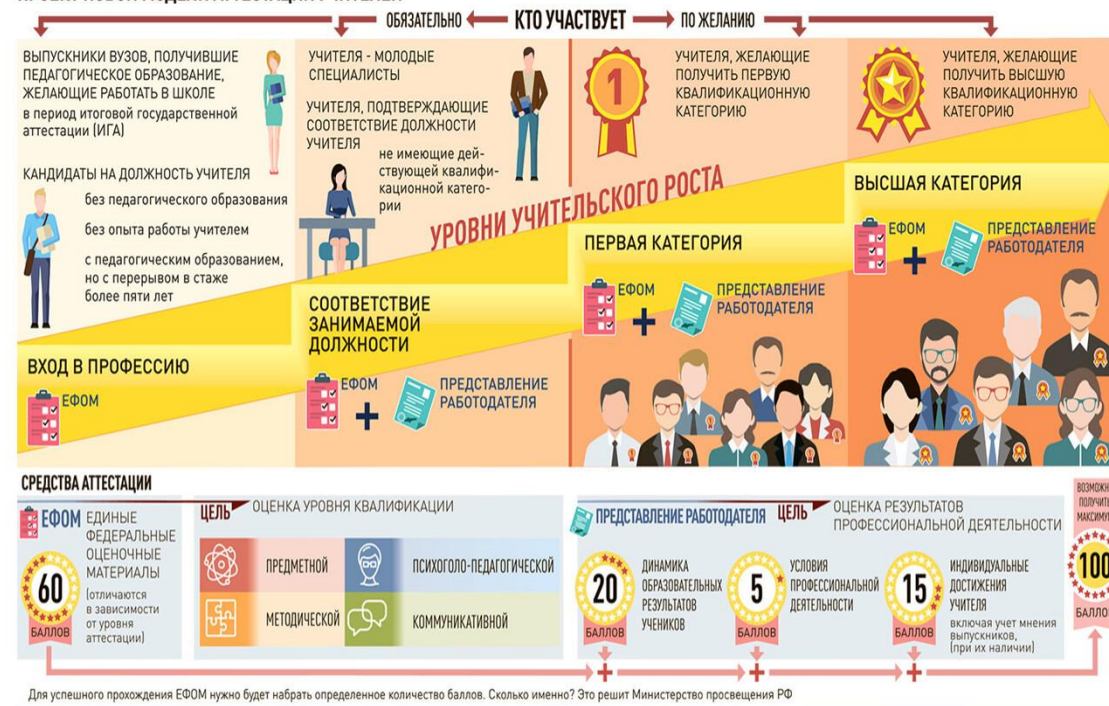 ОБЯЗАТЕЛЬНО
КТО УЧАСТВУЕТ
ПО ЖЕЛАНИЮ
ВЫПУСКНИКИ ВУЗОВ, ПОЛУЧИВШИЕ
ПЕДАГОГИЧЕСКОЕ ОБРАЗОВАНИЕ,
ЖЕЛАЮЩИЕ РАБОТАТЬ В ШКОЛЕ
в период итоговой государственной
аттестации (ИГА)
КАНДИДАТЫ НА ДОЛЖНОСТЬ УЧИТЕЛЯ
без педагогического образования
без опыта работы учителем
с педагогическим образованием,
но с перерывом в стаже
более пяти лет
ВХОД В ПРОФЕССИЮ
ЕФОМ
УЧИТЕЛЯ - МОЛОДЫЕ
СПЕЦИАЛИСТЫ
УЧИТЕЛЯ, ПОДТВЕРЖДАЮЩИЕ
СООТВЕТСТВИЕ ДОЛЖНОСТИ
УЧИТЕЛЯ
не имеющие дей-
ствующей квалифи-
кационной катего-
рии
УРОВНИ УЧИТЕЛЬСКОГО РОСТА
СООТВЕТСТВИЕ
ЗАНИМАЕМОЙ
ДОЛЖНОСТИ
ЕФОМ
+
ПРЕДСТАВЛЕНИЕ
РАБОТОДАТЕЛЯ
1
УЧИТЕЛЯ, ЖЕЛАЮЩИЕ
ПОЛУЧИТЬ ПЕРВУЮ
КВАЛИФИКАЦИОННУЮ
КАТЕГОРИЮ
ПЕРВАЯ КАТЕГОРИЯ
ЕФОМ
+
ПРЕДСТАВЛЕНИЕ
РАБОТОДАТЕЛЯ
УЧИТЕЛЯ, ЖЕЛАЮЩИЕ
ПОЛУЧИТЬ ВЫСШУЮ
КВАЛИФИКАЦИОННУЮ
КАТЕГОРИЮ
ВЫСШАЯ КАТЕГОРИЯ
ЕФОМ
+
ПРЕДСТАВЛЕНИЕ
РАБОТОДАТЕЛЯ
СРЕДСТВА АТТЕСТАЦИИ
ЕФОМ
60
БАЛЛОВ
ЕДИНЫЕ
ФЕДЕРАЛЬНЫЕ
ОЦЕНОЧНЫЕ
МАТЕРИАЛЫ
(отличаются
в зависимости
от уровня
аттестации)
ЦЕЛЬ
ОЦЕНКА УРОВНЯ КВАЛИФИКАЦИИ
ПРЕДМЕТНОЙ
ПСИХОГОЛО-ПЕДАГОГИЧЕСКОЙ
МЕТОДИЧЕСКОЙ
КОММУНИКАТИВНОЙ
ПРЕДСТАВЛЕНИЕ РАБОТОДАТЕЛЯ
ЦЕЛЬ
ОЦЕНКА РЕЗУЛЬТАТОВ
ПРОФЕССИОНАЛЬНОЙ ДЕЯТЕЛЬНОСТИ
20
БАЛЛОВ
ДИНАМИКА
ОБРАЗОВАТЕЛЬНЫХ
РЕЗУЛЬТАТОВ
УЧЕНИКОВ
5
БАЛЛОВ
УСЛОВИЯ
ПРОФЕССИОНАЛЬНОЙ
ДЕЯТЕЛЬНОСТИ
15
БАЛЛОВ
ИНДИВИДУАЛЬНЫЕ
ДОСТИЖЕНИЯ
УЧИТЕЛЯ
включая учет мнения
выпускников,
(при их наличии)
+
+
+
ПОЛУЧИТЬ
100
Для успешного прохождения ЕФОМ нужно будет набрать определенное количество баллов. Сколько именно? Это решит Министерство просвещения РФ